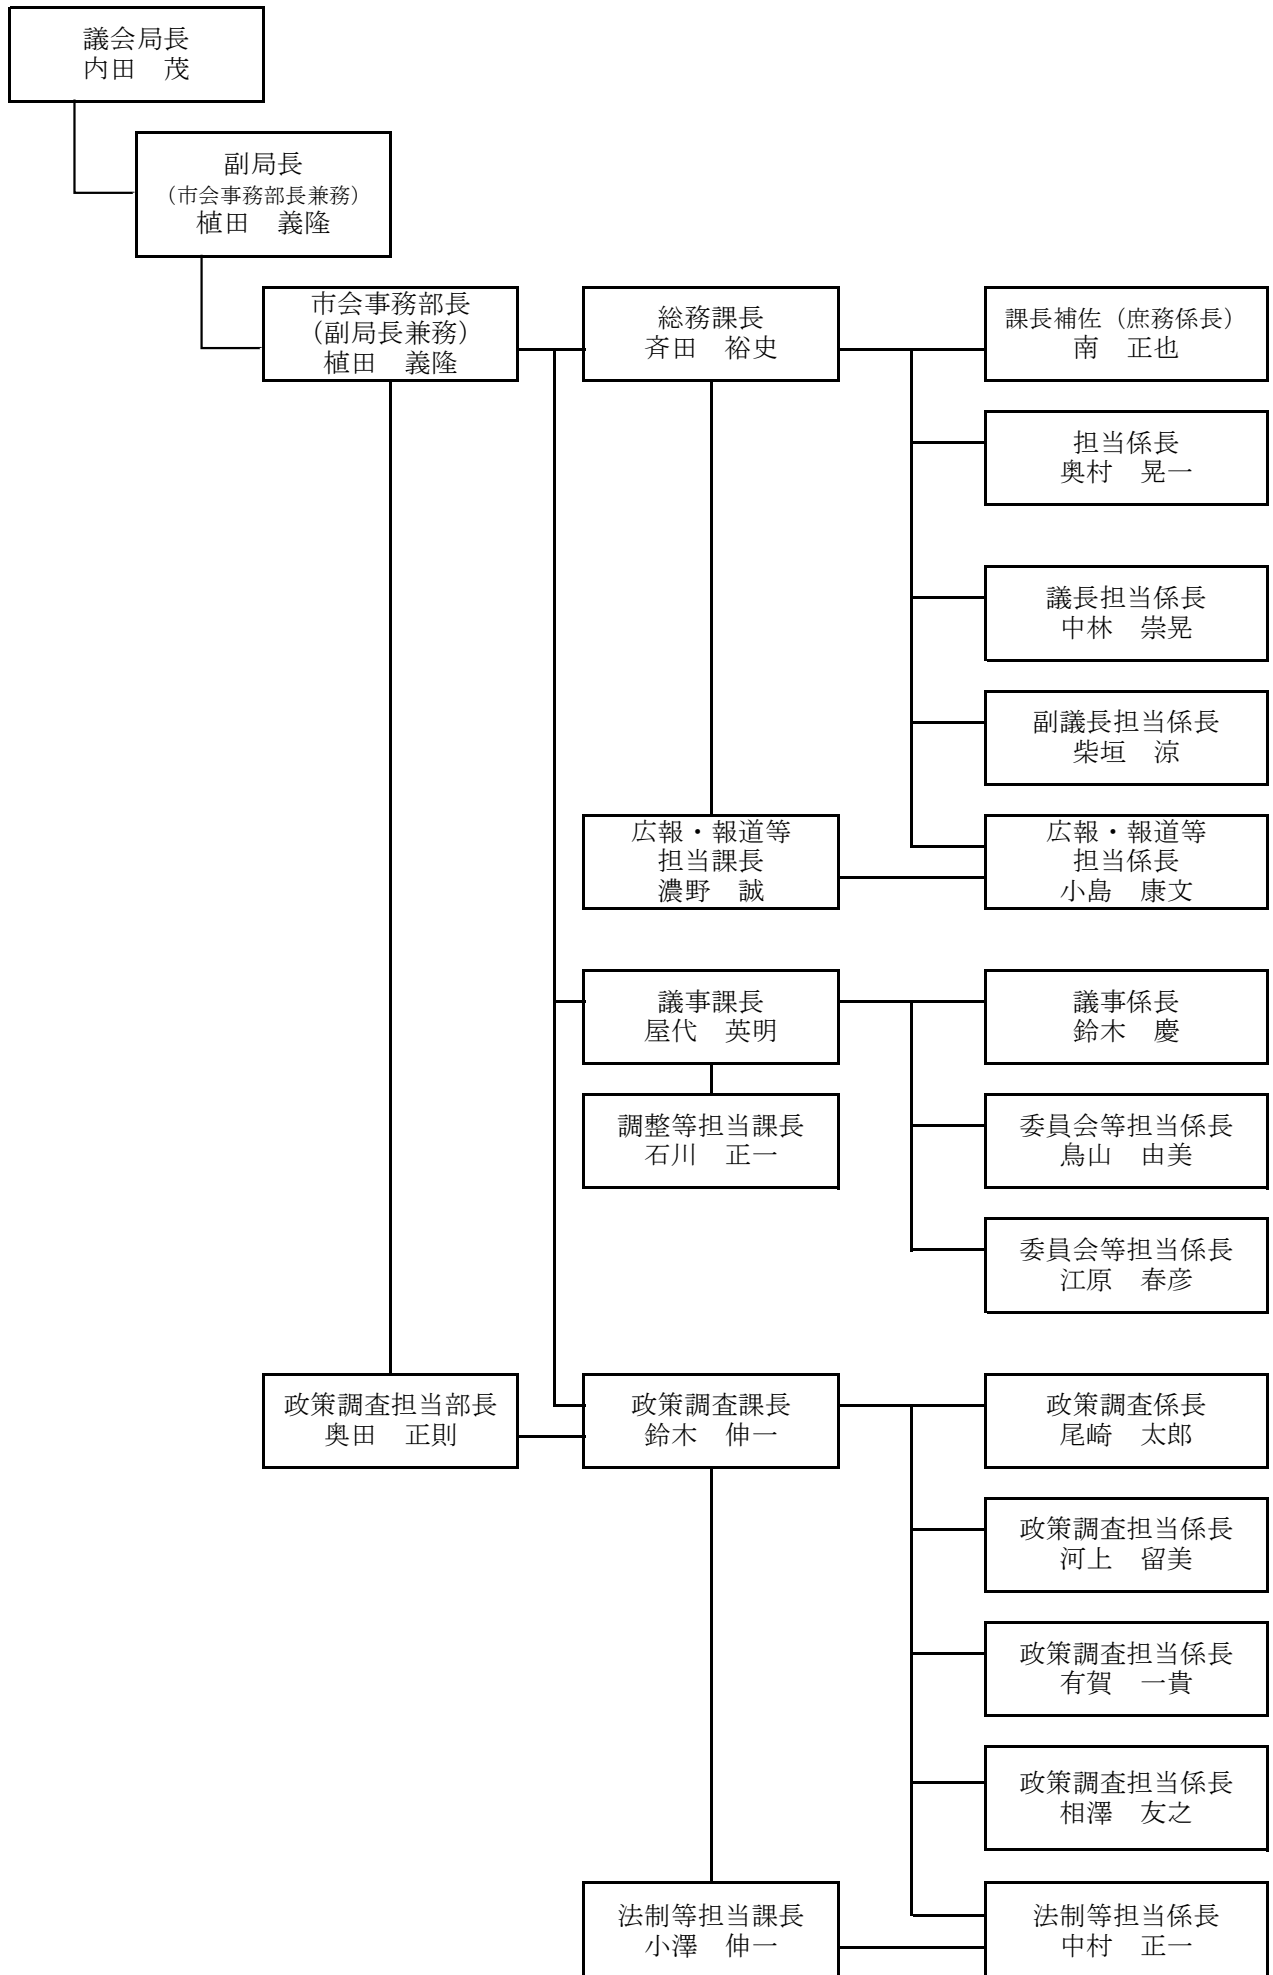 議会局長
内田　茂
副局長
（市会事務部長兼務）
植田　義隆
市会事務部長
（副局長兼務）
植田　義隆
総務課長
斉田　裕史
課長補佐（庶務係長）
南　正也
担当係長
奥村　晃一
議長担当係長
中林　崇晃
副議長担当係長
柴垣　涼
広報・報道等
担当課長
濃野　誠
広報・報道等
担当係長
小島　康文
議事課長
屋代　英明
議事係長
鈴木　慶
調整等担当課長
石川　正一
委員会等担当係長
鳥山　由美
委員会等担当係長
江原　春彦
政策調査担当部長
奥田　正則
政策調査課長
鈴木　伸一
政策調査係長
尾崎　太郎
政策調査担当係長
河上　留美
政策調査担当係長
有賀　一貴
政策調査担当係長
相澤　友之
法制等担当課長
小澤　伸一
法制等担当係長
中村　正一